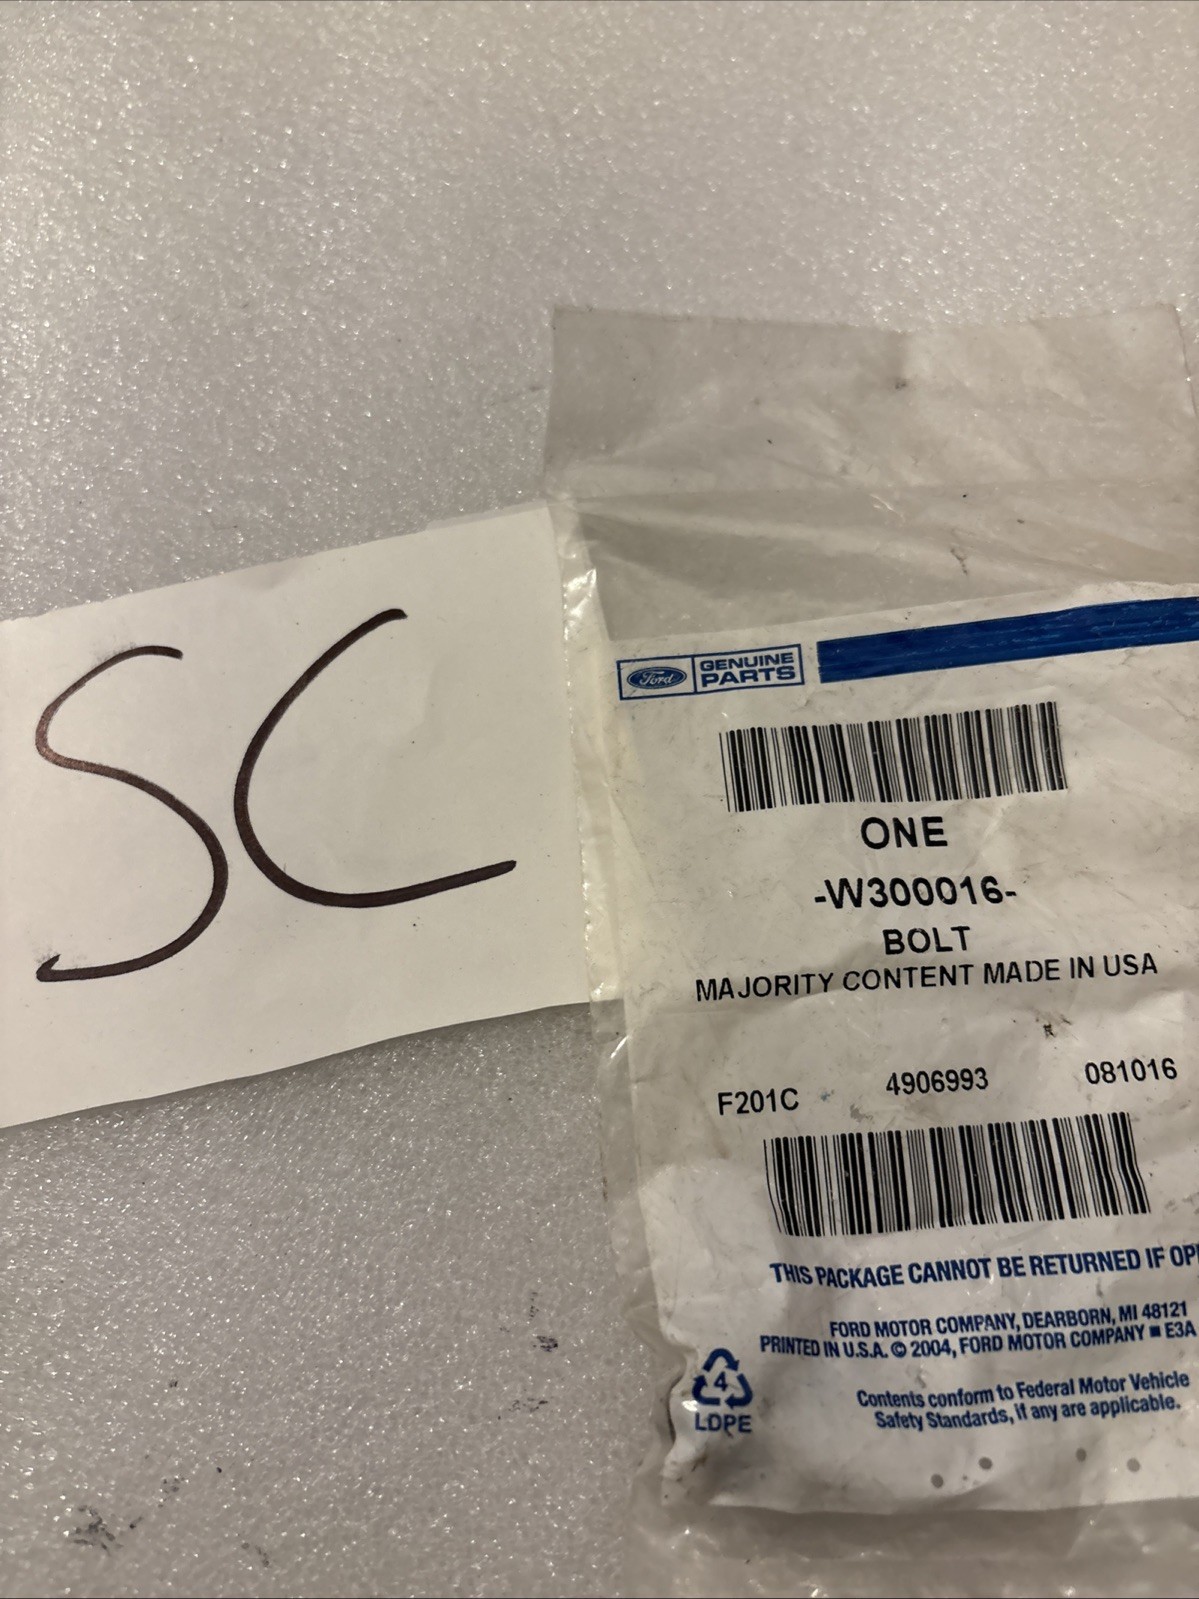 SC
Ford GENUINE PARTS
ONE
-W300016-
BOLT
MAJORITY CONTENT MADE IN USA
F201C 4906993 081016
THIS PACKAGE CANNOT BE RETURNED IF
FORD MOTOR COMPANY, DEARBORN, MI 48121
PRINTED IN U.S.A. © 2004, FORD MOTOR COMPANY ■ E3A
Contents conform to Federal Motor Vehicle
Safety Standards, if any are applicable.
4
LDPE